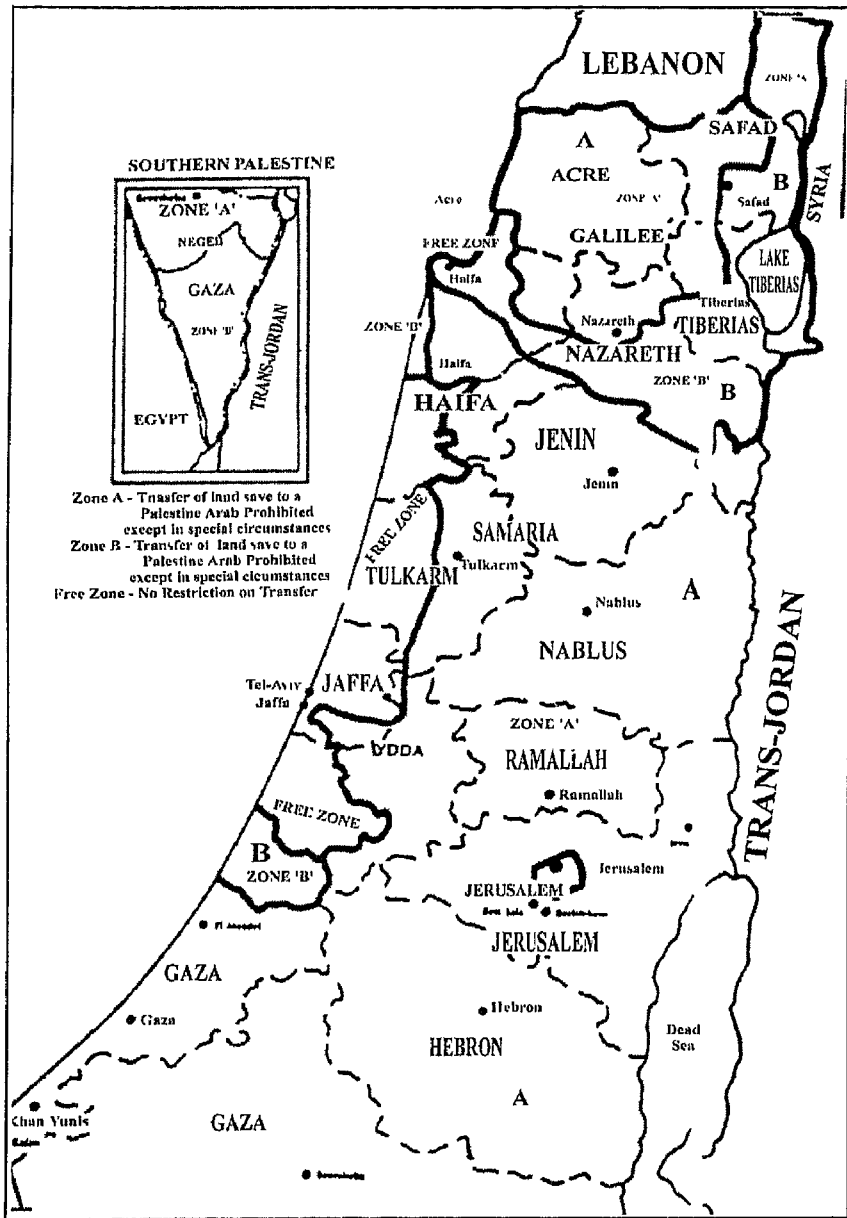 LEBANON
ZONE 'A'
SAFAD
A
ACRE
ZONE 'A'
B
Safad
SYRIA
SOUTHERN PALESTINE
ZONE 'A'
NEGEB
GAZA
ZONE 'B'
TRANS-JORDAN
EGYPT
Acre
FREE ZONE
GALILEE
LAKE
TIBERIAS
Haifa
Tiberias
Nazareth
TIBERIAS
ZONE 'B'
NAZARETH
Haifa
ZONE 'B'
B
HAIFA
JENIN
Jenin
Zone A - Tnasfer of land save to a
Palestine Arab Prohibited
except in special circumstances
Zone B - Transfer of land save to a
Palestine Arab Prohibited
except in special cicumstances
Free Zone - No Restriction on Transfer
FREE ZONE
SAMARIA
Tulkarm
TULKARM
A
Nablus
NABLUS
TRANS-JORDAN
Tel-Aviv
Jaffa
JAFFA
ZONE 'A'
LYDDA
RAMALLAH
Ramallah
FREE ZONE
B
ZONE 'B'
Jerusalem
JERUSALEM
JERUSALEM
GAZA
Gaza
Hebron
HEBRON
Dead
Sea
A
Khan Yunis
GAZA